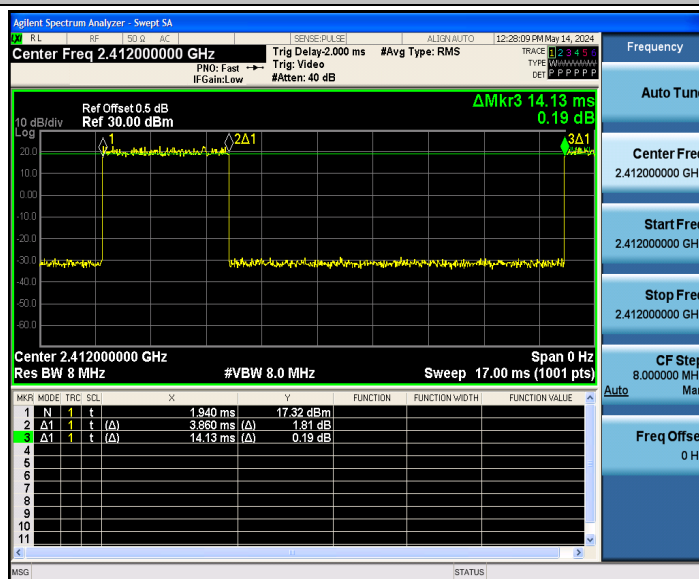 Agilent Spectrum Analyzer - Swept SA
LXI RL RF 50 Ω AC SENSE:PULSE ALIGN AUTO 12:28:09 PM May 14, 2024
Center Freq 2.412000000 GHz
PNO: Fast
IFGain:Low
Trig Delay-2.000 ms
Trig: Video
#Atten: 40 dB
#Avg Type: RMS
TRACE 1 2 3 4 5 6
TYPE W
DET P P P P P P
Frequency
Auto Tune
Center Freq
2.412000000 GH
Start Freq
2.412000000 GH
Stop Freq
2.412000000 GH
CF Step
8.000000 MH
Auto Man
Freq Offset
0 H
Ref Offset 0.5 dB
10 dB/div Ref 30.00 dBm
Log
ΔMkr3 14.13 ms
0.19 dB
1 2Δ1 3Δ1
20.0
10.0
0.00
-10.0
-20.0
-30.0
-40.0
-50.0
-60.0
Center 2.412000000 GHz Span 0 Hz
Res BW 8 MHz #VBW 8.0 MHz Sweep 17.00 ms (1001 pts)
MKR MODE TRC SCL X Y FUNCTION FUNCTION WIDTH FUNCTION VALUE
1 N 1 t 1.940 ms 17.32 dBm
2 Δ1 1 t (Δ) 3.860 ms (Δ) 1.81 dB
3 Δ1 1 t (Δ) 14.13 ms (Δ) 0.19 dB
4
5
6
7
8
9
10
11
MSG STATUS